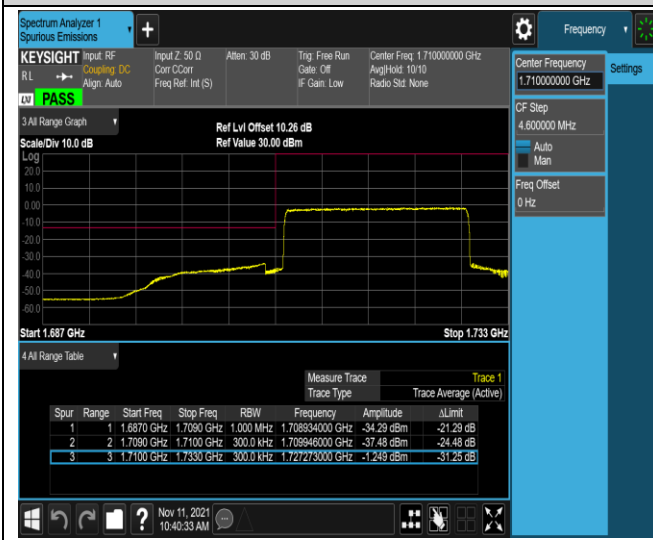 Spectrum Analyzer 1
Spurious Emissions
Frequency
KEYSIGHT Input: RF Input Z: 50 Ω Atten: 30 dB Trig: Free Run Center Freq: 1.710000000 GHz
RL Coupling: DC Corr CCorr Gate: Off Avg|Hold: 10/10
Align: Auto Freq Ref: Int (S) IF Gain: Low Radio Std: None
LXI PASS
Center Frequency
1.710000000 GHz
Settings
CF Step
4.600000 MHz
Auto
Man
Freq Offset
0 Hz
3 All Range Graph
Ref Lvl Offset 10.26 dB
Scale/Div 10.0 dB Ref Value 30.00 dBm
Log
20.0
10.0
0.00
-10.0
-20.0
-30.0
-40.0
-50.0
-60.0
Start 1.687 GHz Stop 1.733 GHz
4 All Range Table
Measure Trace Trace 1
Trace Type Trace Average (Active)
Spur Range Start Freq Stop Freq RBW Frequency Amplitude ΔLimit
1 1 1.6870 GHz 1.7090 GHz 1.000 MHz 1.708934000 GHz -34.29 dBm -21.29 dB
2 2 1.7090 GHz 1.7100 GHz 300.0 kHz 1.709946000 GHz -37.48 dBm -24.48 dB
3 3 1.7100 GHz 1.7330 GHz 300.0 kHz 1.727273000 GHz -1.249 dBm -31.25 dB
Nov 11, 2021
10:40:33 AM